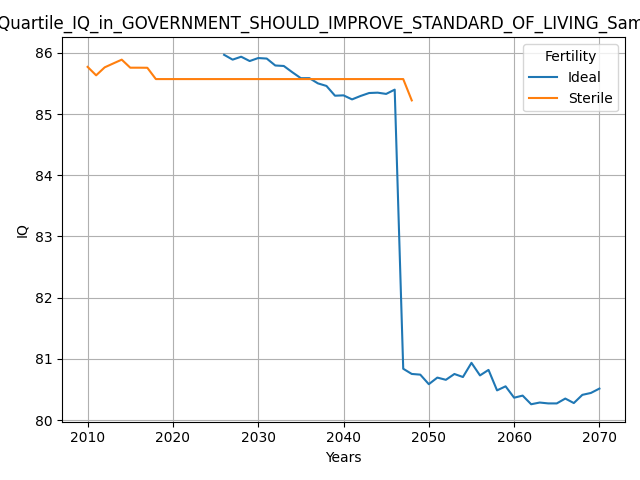 Quartile_IQ_in_GOVERNMENT_SHOULD_IMPROVE_STANDARD_OF_LIVING_Sam
Fertility
Ideal
Sterile
86
85
84
83
82
81
80
IQ
2010 2020 2030 2040 2050 2060 2070
Years